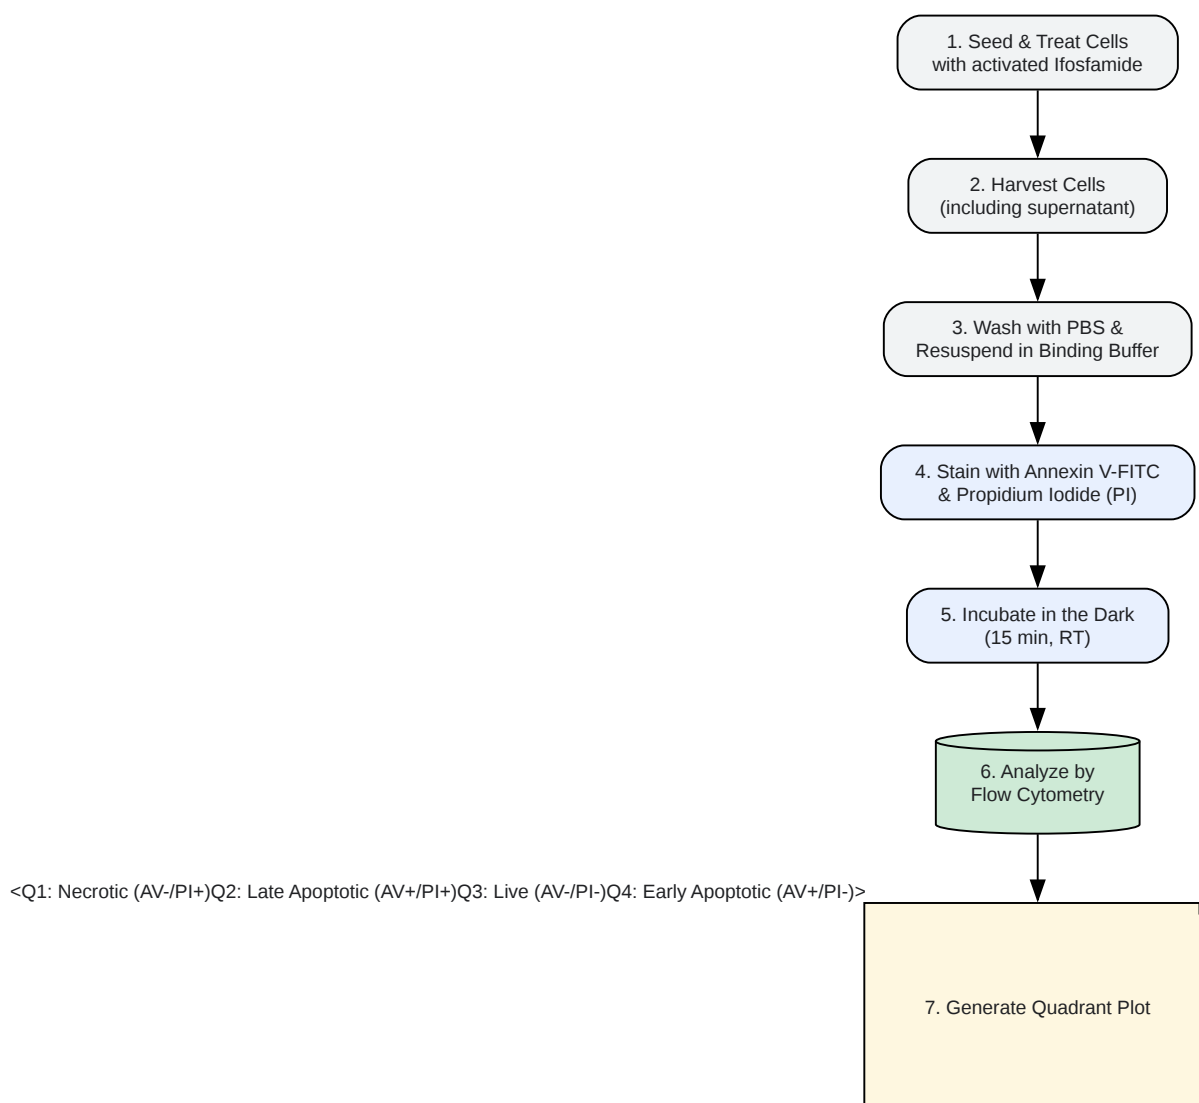 1. Seed & Treat Cells
with activated Ifosfamide
2. Harvest Cells
(including supernatant)
3. Wash with PBS &
Resuspend in Binding Buffer
4. Stain with Annexin V-FITC
& Propidium Iodide (PI)
5. Incubate in the Dark
(15 min, RT)
6. Analyze by
Flow Cytometry
<Q1: Necrotic (AV-/PI+)Q2: Late Apoptotic (AV+/PI+)Q3: Live (AV-/PI-)Q4: Early Apoptotic (AV+/PI-)>
7. Generate Quadrant Plot